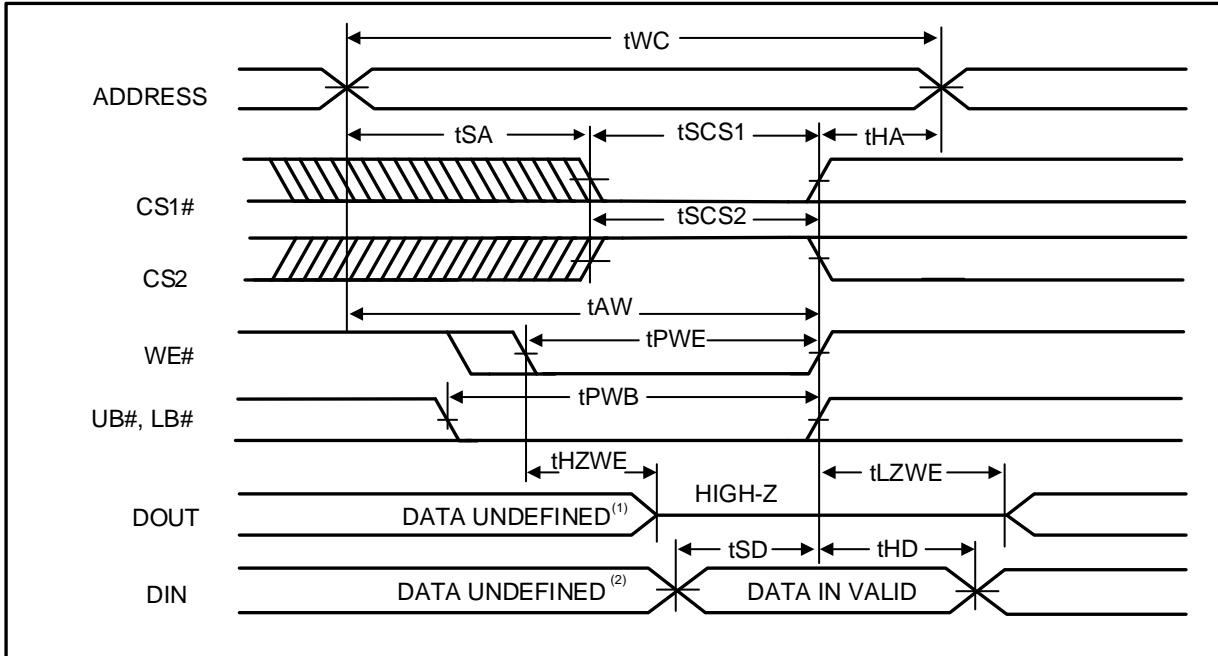 tWC
ADDRESS
tSA
tSCS1
tHA
CS1#
tSCS2
CS2
tAW
WE#
tPWE
tPWB
UB#, LB#
tHZWE
tLZWE
HIGH-Z
DOUT
DATA UNDEFINED(1)
tSD
tHD
DIN
DATA UNDEFINED (2)
DATA IN VALID